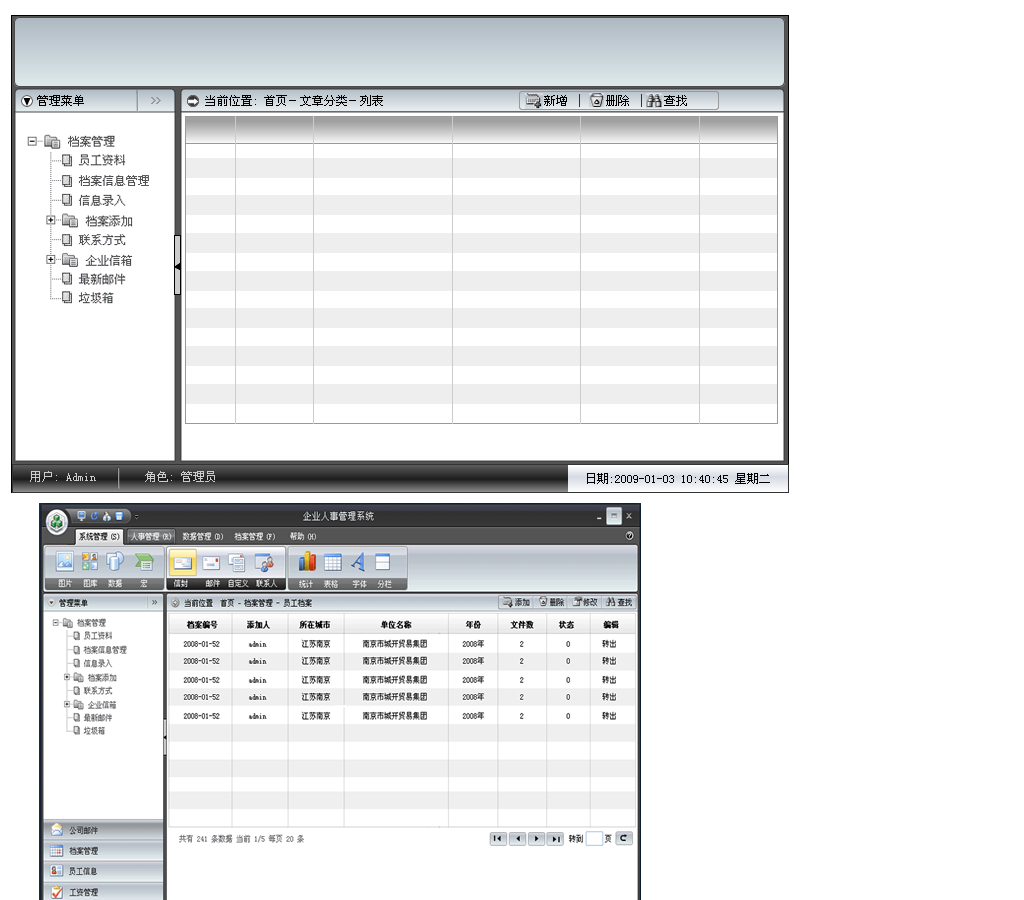 管理菜单 >> 当前位置: 首页-文章分类-列表 新增 | 删除 | 查找
档案管理
员工资料
档案信息管理
信息录入
档案添加
联系方式
企业信箱
最新邮件
垃圾箱
用户: Admin 角色: 管理员 日期:2009-01-03 10:40:45 星期二
企业人事管理系统
系统管理(S) 人事管理(R) 数据管理(D) 档案管理(F) 帮助(H)
图片 图库 数据 宏 信封 邮件 自定义 联系人 统计 表格 字体 分栏
管理菜单 >> 当前位置 首页 - 档案管理 - 员工档案 添加 删除 修改 查找
档案管理
员工资料
档案信息管理
信息录入
档案添加
联系方式
企业信箱
最新邮件
垃圾箱
公司邮件
档案管理
员工信息
工资管理
档案编号 添加人 所在城市 单位名称 年份 文件数 状态 编辑
2008-01-52 admin 江苏南京 南京市城开贸易集团 2008年 2 0 转出
2008-01-52 admin 江苏南京 南京市城开贸易集团 2008年 2 0 转出
2008-01-52 admin 江苏南京 南京市城开贸易集团 2008年 2 0 转出
2008-01-52 admin 江苏南京 南京市城开贸易集团 2008年 2 0 转出
2008-01-52 admin 江苏南京 南京市城开贸易集团 2008年 2 0 转出
共有 241 条数据 当前 1/5 每页 20 条 转到 页